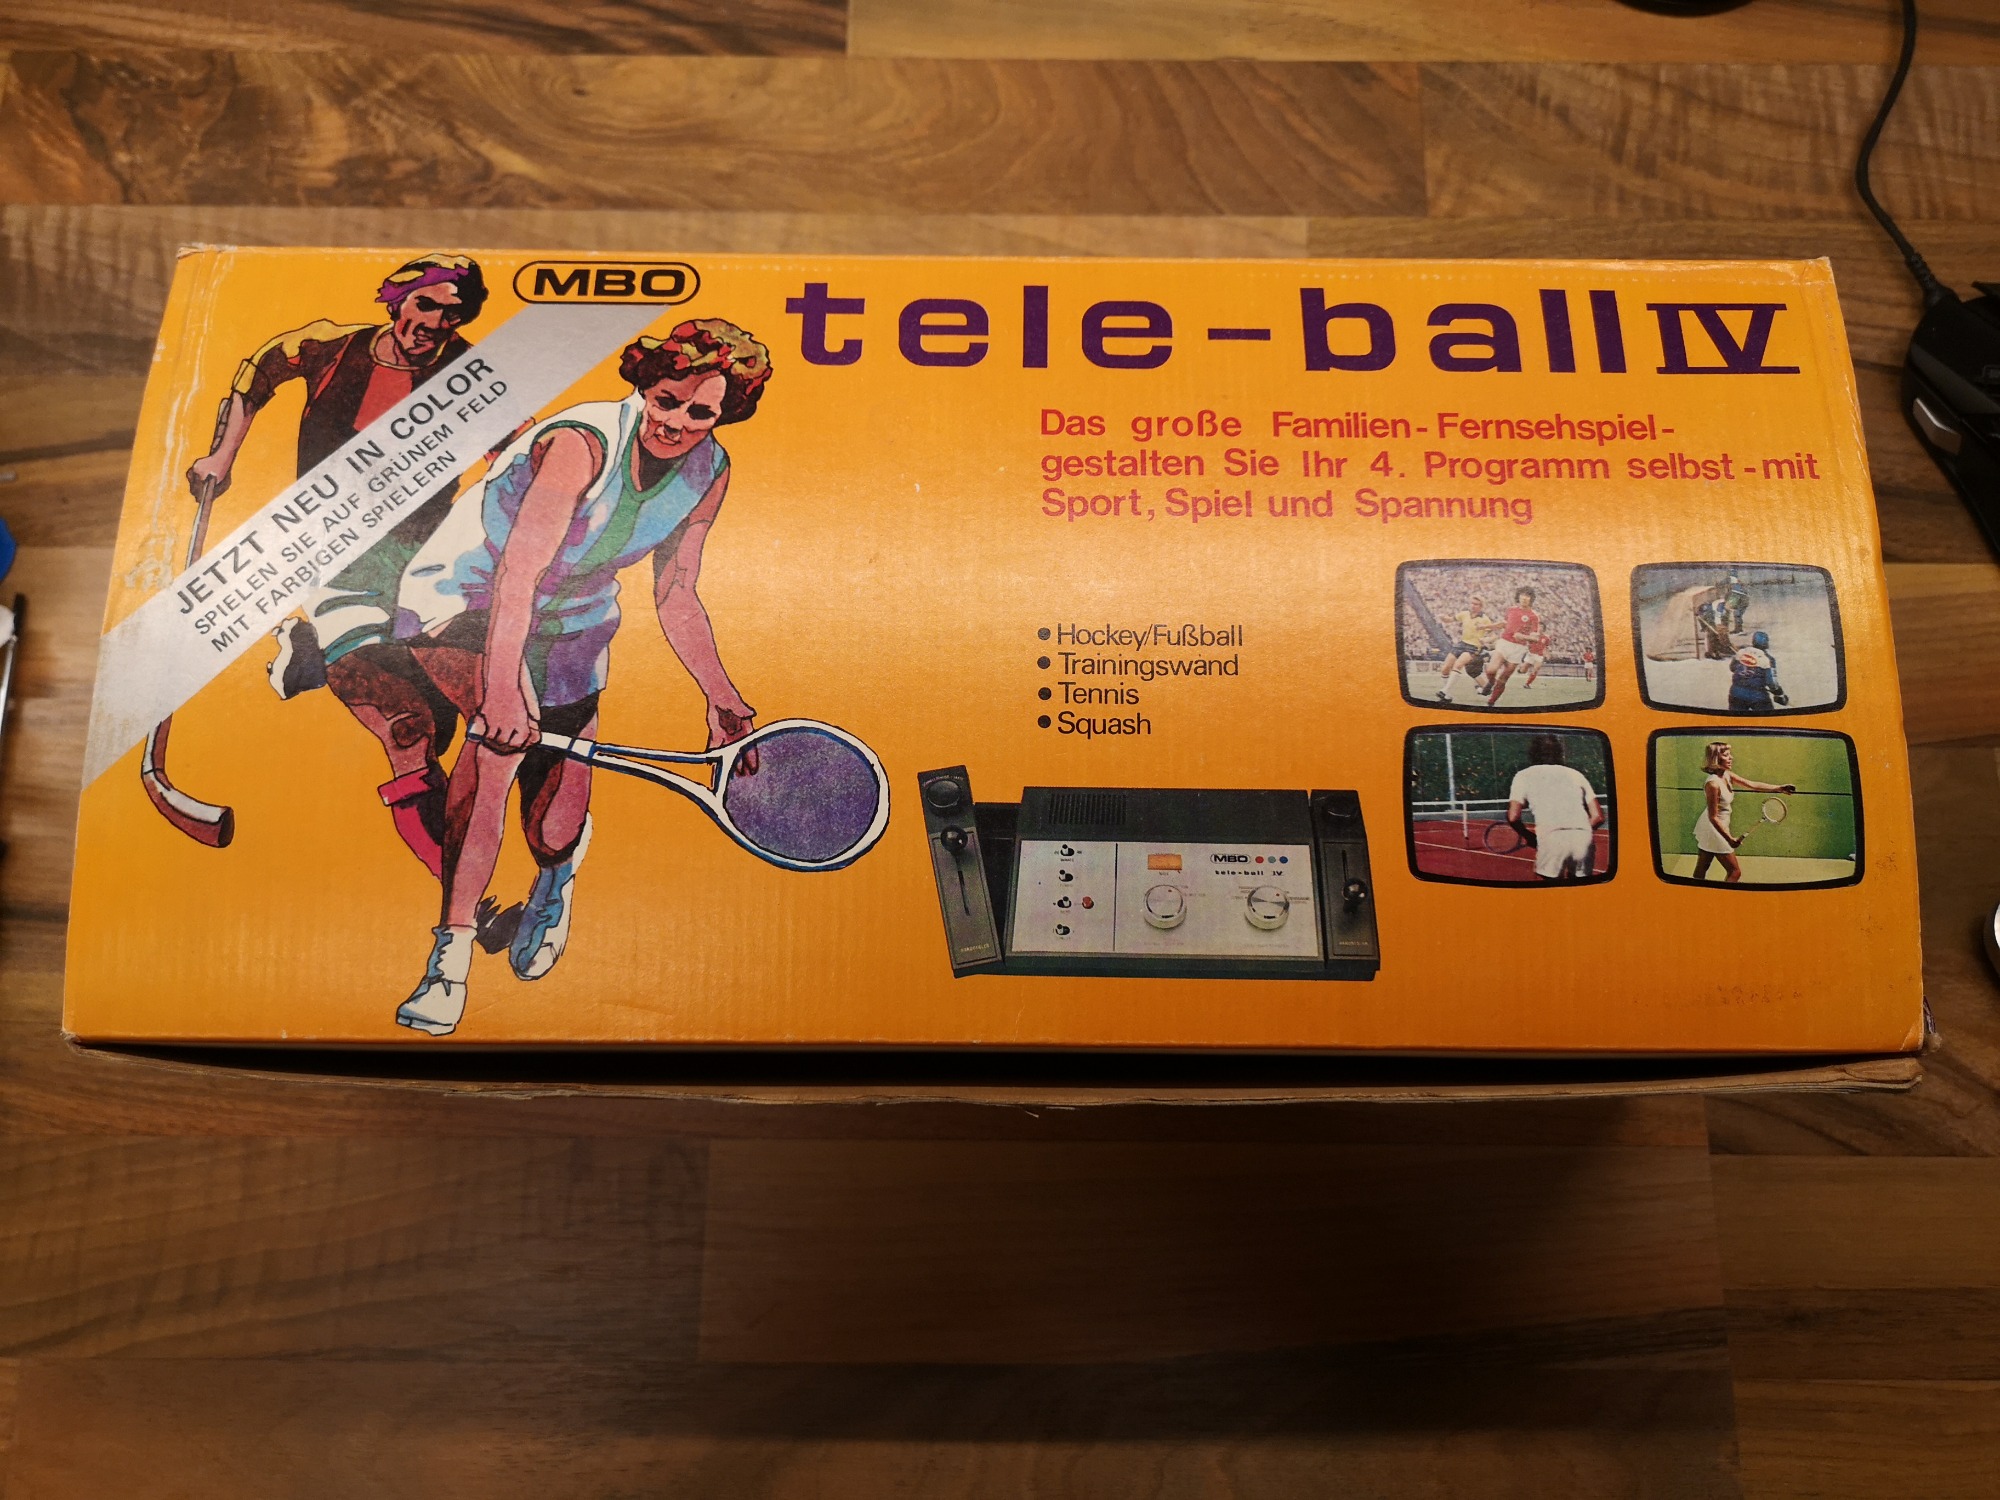 MBO
tele-ball IV
JETZT NEU IN COLOR
SPIELEN SIE AUF GRÜNEM FELD
MIT FARBIGEN SPIELERN
Das große Familien-Fernsehspiel-
gestalten Sie Ihr 4. Programm selbst-mit
Sport, Spiel und Spannung
• Hockey/Fußball
• Trainingswand
• Tennis
• Squash
MBO
tele-ball IV